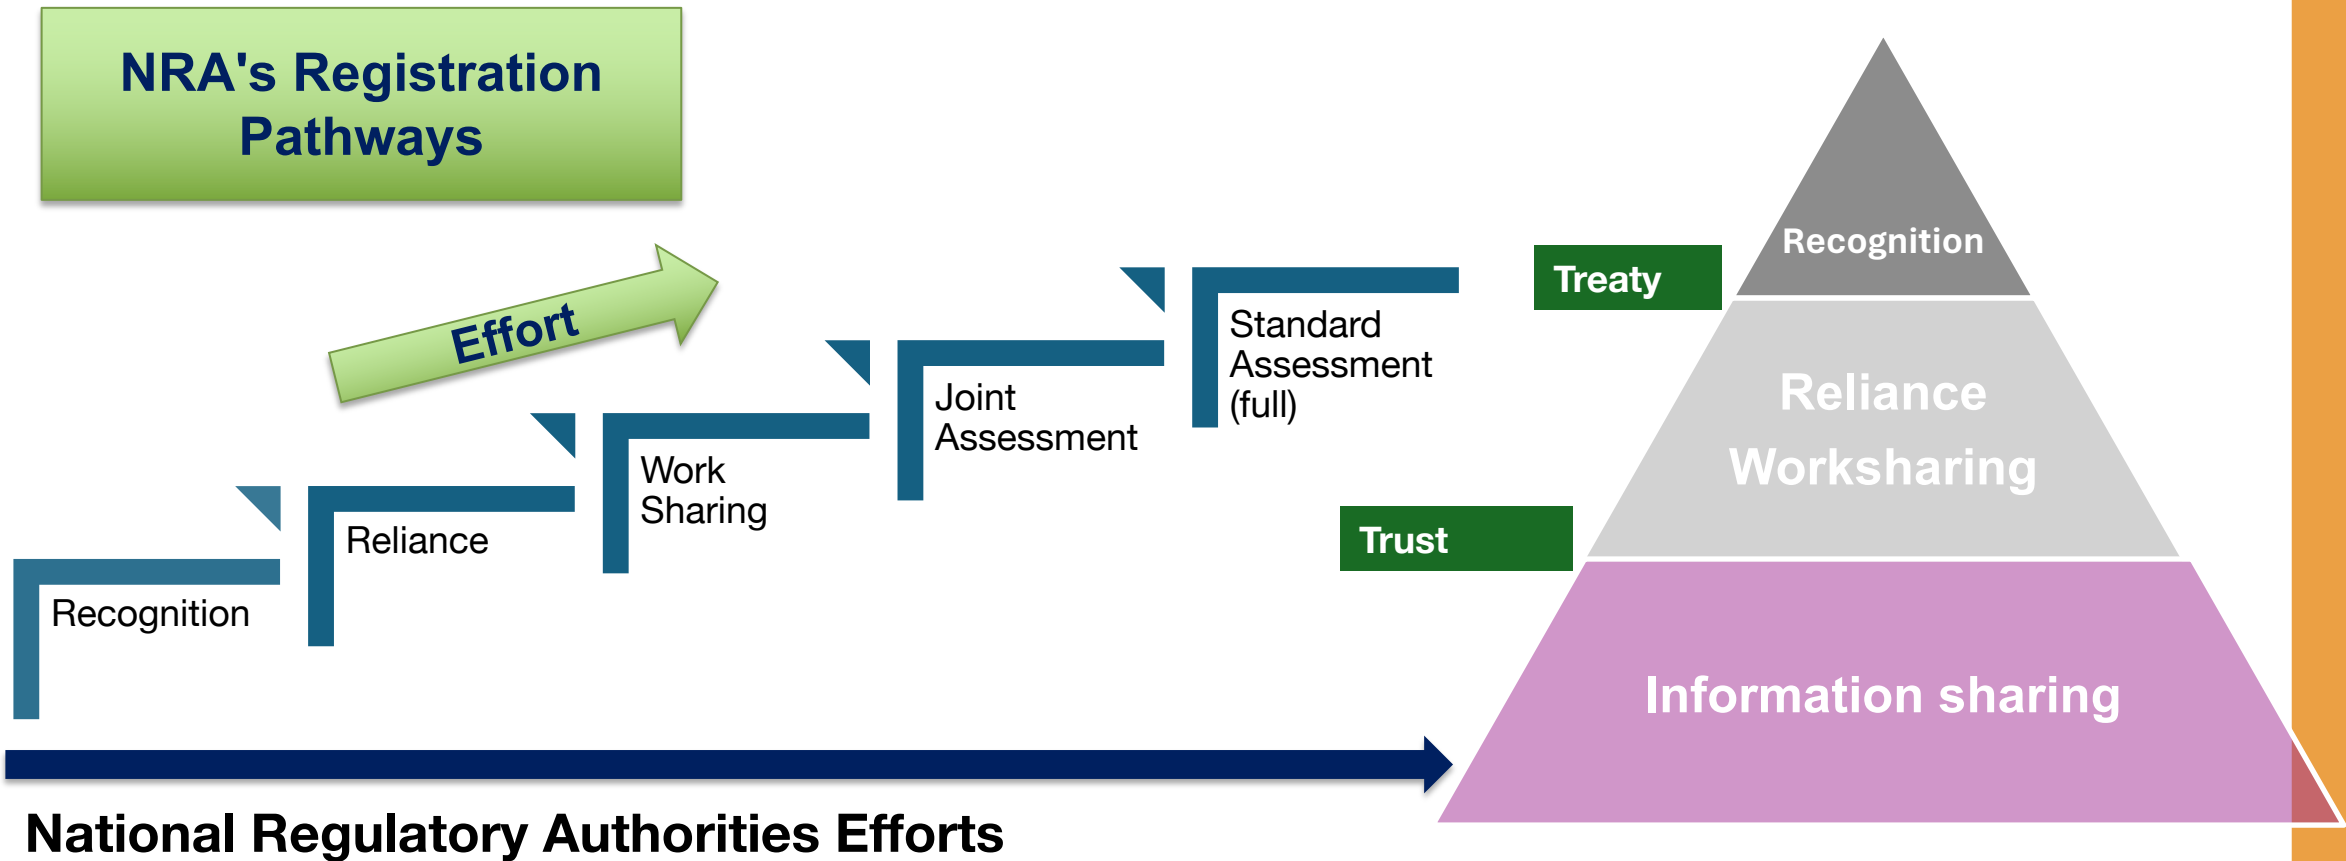 NRA's Registration
Pathways
Effort
Recognition
Reliance
Work
Sharing
Joint
Assessment
Standard
Assessment
(full)
National Regulatory Authorities Efforts
Treaty
Trust
Recognition
Reliance
Worksharing
Information sharing